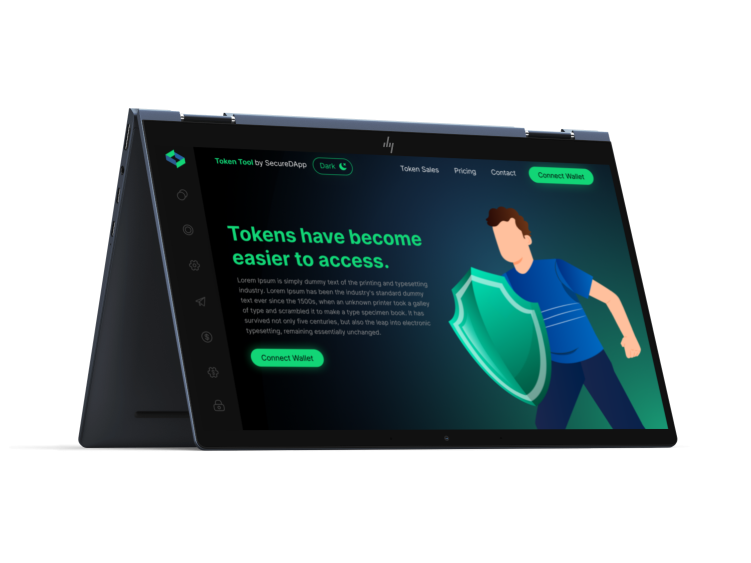 hp
Token Tool by SecureDApp
Dark
Token Sales
Pricing
Contact
Connect Wallet
Tokens have become
easier to access.
Lorem Ipsum is simply dummy text of the printing and typesetting
industry. Lorem Ipsum has been the industry's standard dummy
text ever since the 1500s, when an unknown printer took a galley
of type and scrambled it to make a type specimen book. It has
survived not only five centuries, but also the leap into electronic
typesetting, remaining essentially unchanged.
Connect Wallet